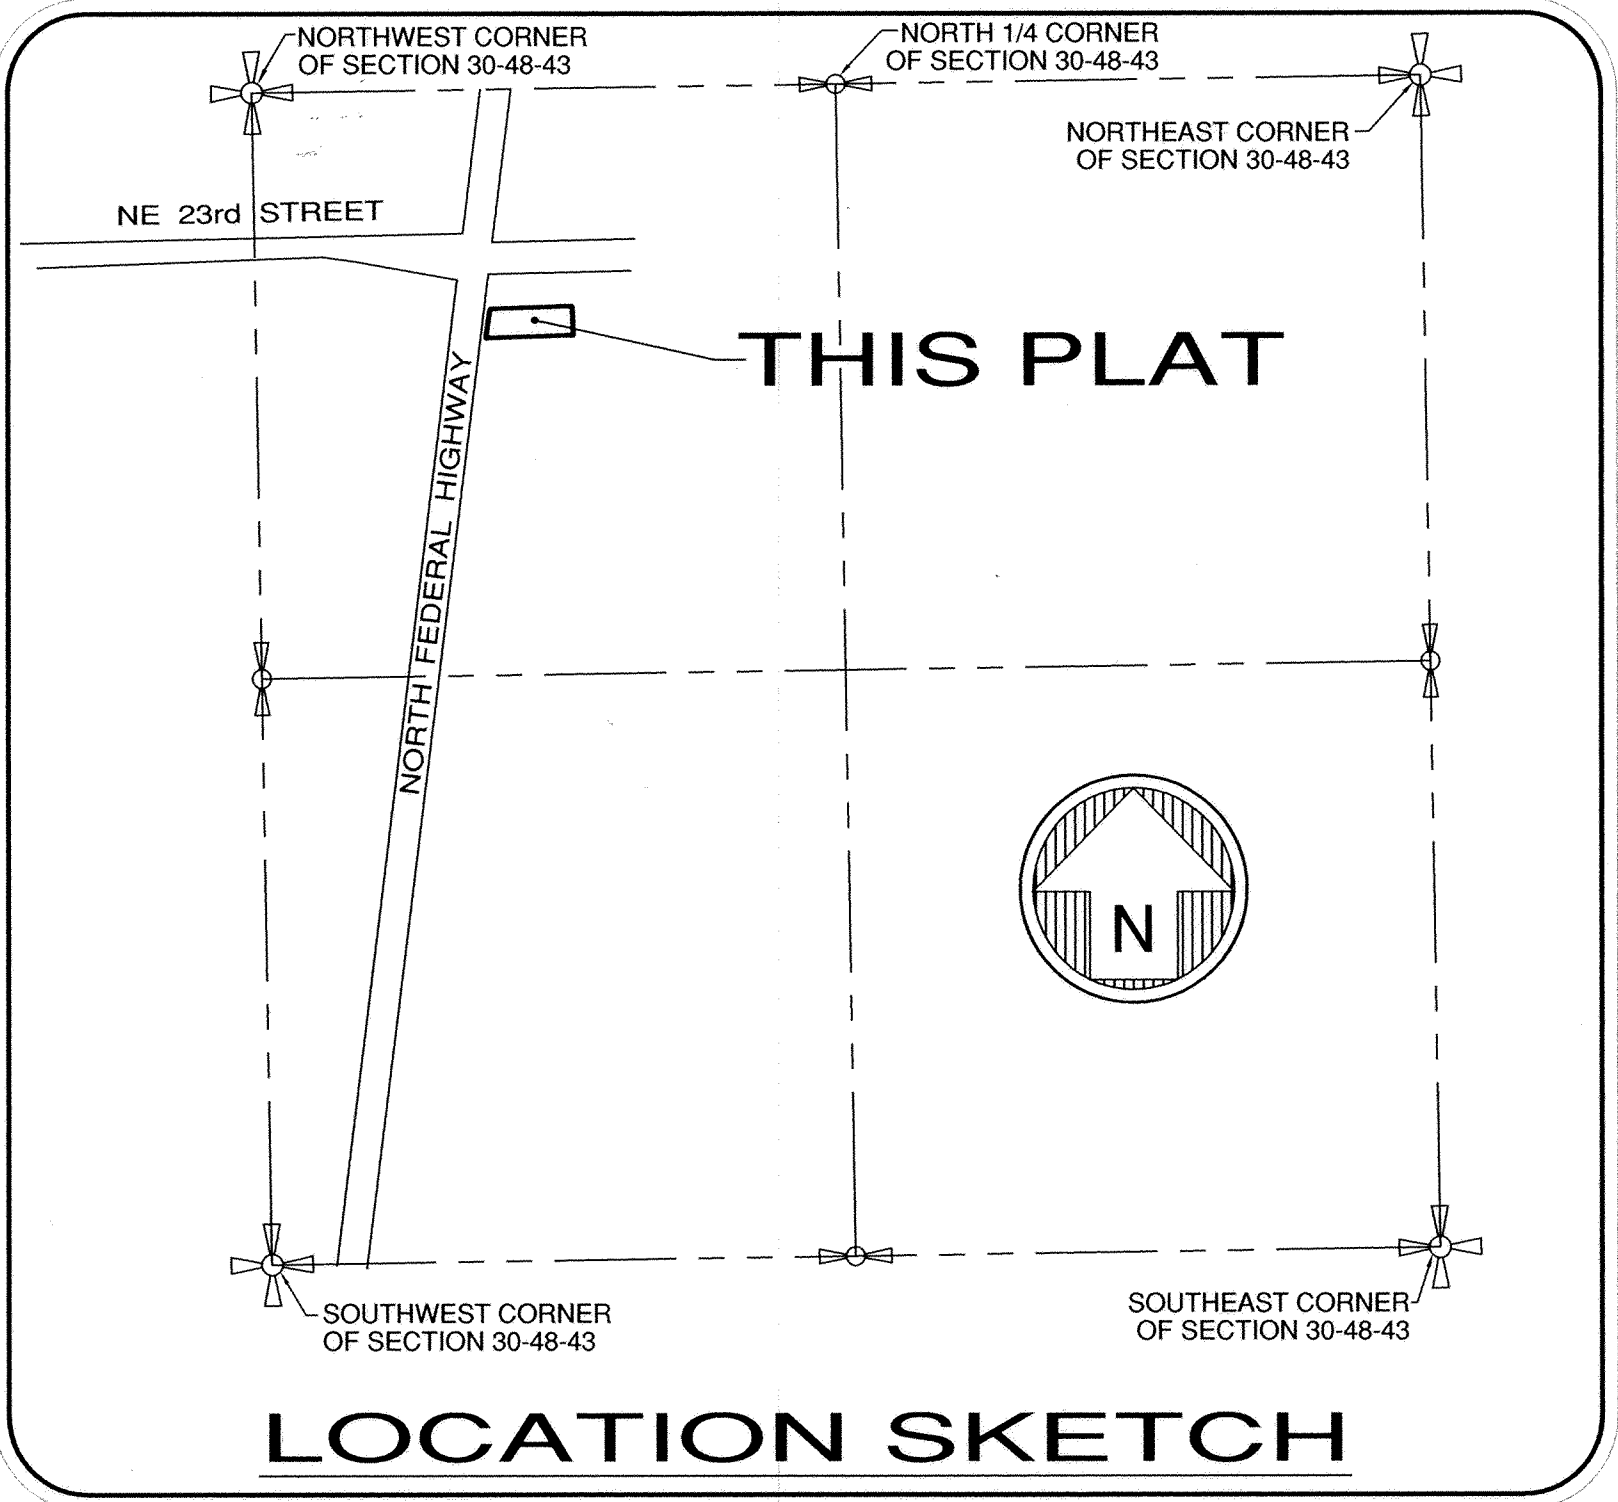 NORTHWEST CORNER
OF SECTION 30-48-43
NORTH 1/4 CORNER
OF SECTION 30-48-43
NORTHEAST CORNER
OF SECTION 30-48-43
NE 23rd STREET
THIS PLAT
NORTH FEDERAL HIGHWAY
N
SOUTHWEST CORNER
OF SECTION 30-48-43
SOUTHEAST CORNER
OF SECTION 30-48-43
LOCATION SKETCH